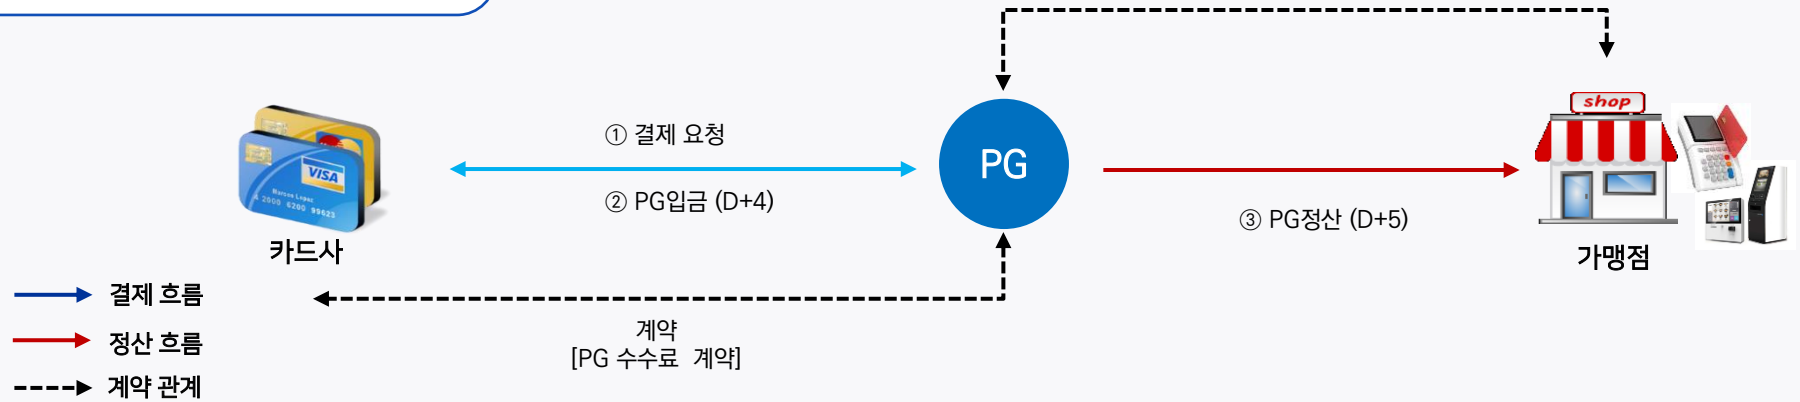 shop
① 결제 요청
PG
VISA
② PG입금 (D+4)
③ PG정산 (D+5)
카드사
가맹점
결제 흐름
계약
정산 흐름
[PG 수수료 계약]
계약 관계